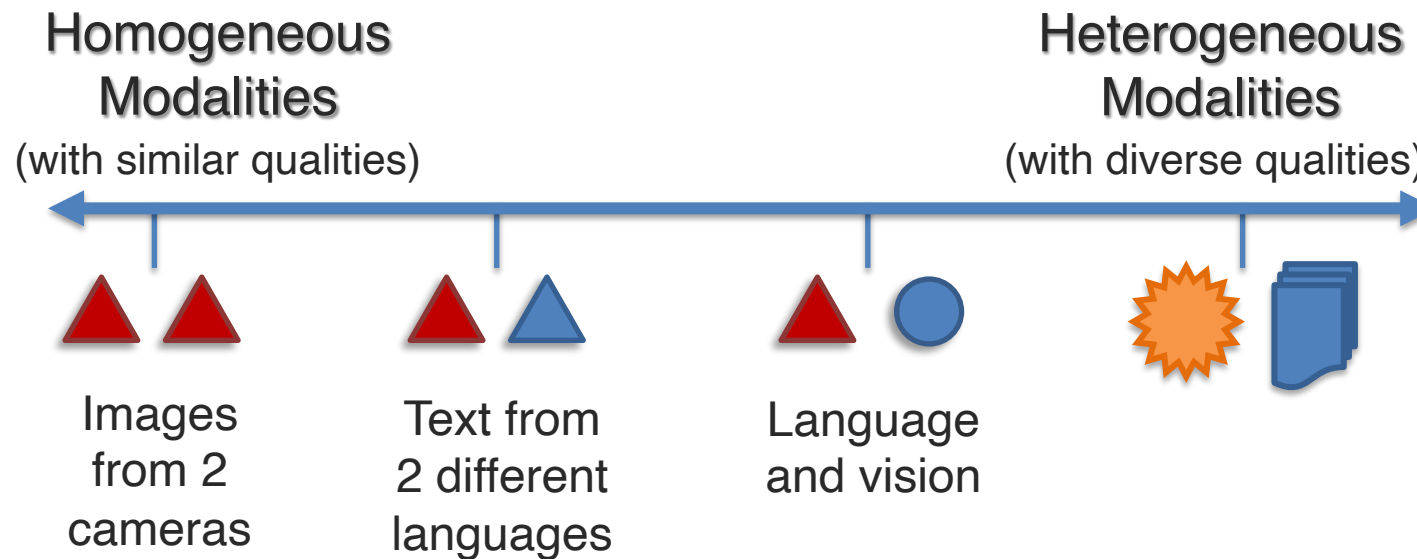 Homogeneous
Modalities
(with similar qualities)
Heterogeneous
Modalities
(with diverse qualities)
Images
from 2
cameras
Text from
2 different
languages
Language
and vision